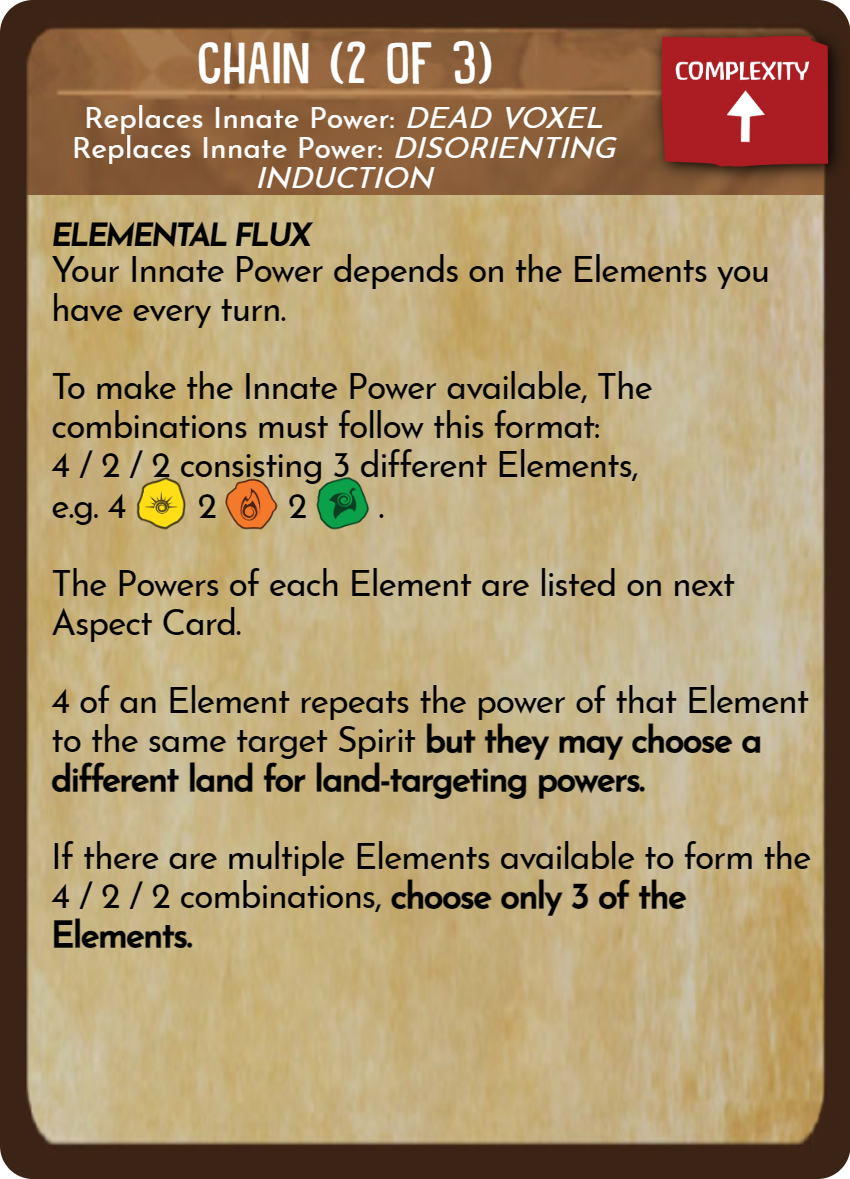 CHAIN (2 OF 3)
COMPLEXITY
Replaces Innate Power: DEAD VOXEL
Replaces Innate Power: DISORIENTING
INDUCTION
ELEMENTAL FLUX
Your Innate Power depends on the Elements you
have every turn.
To make the Innate Power available, The
combinations must follow this format:
4 / 2 / 2 consisting 3 different Elements,
e.g. 4 2 2 .
The Powers of each Element are listed on next
Aspect Card.
4 of an Element repeats the power of that Element
to the same target Spirit but they may choose a
different land for land-targeting powers.
If there are multiple Elements available to form the
4 / 2 / 2 combinations, choose only 3 of the
Elements.